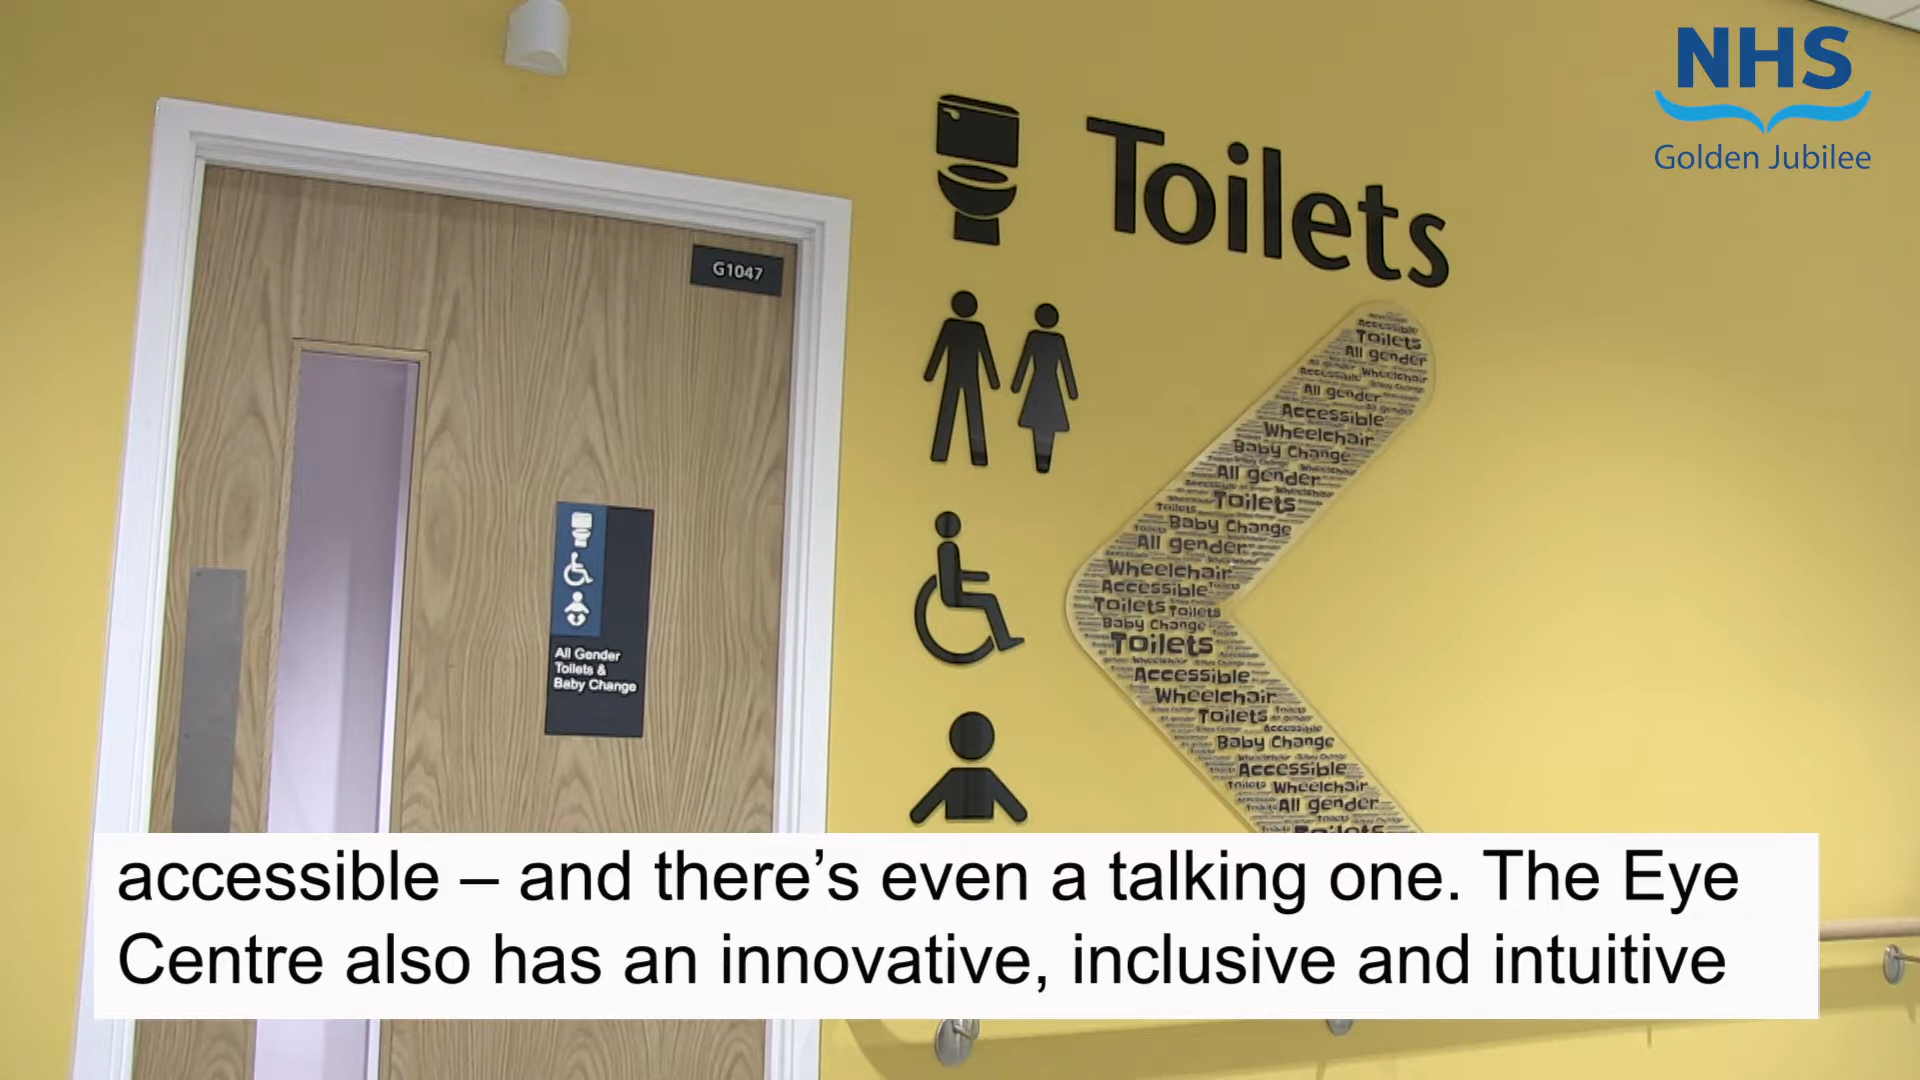 NHS
Golden Jubilee
Toilets
G1047
All Gender
Toilets &
Baby Change
Accessible
Toilets
All gender
Wheelchair
All gender
Accessible
Wheelchair
Baby Change
All gender
Toilets
Baby Change
All gender
Wheelchair
Accessible
Toilets Toilets
Baby Change
Toilets
Accessible
Wheelchair
Toilets
Baby Change
Accessible
Wheelchair
All gender
Toilets
accessible – and there’s even a talking one. The Eye
Centre also has an innovative, inclusive and intuitive